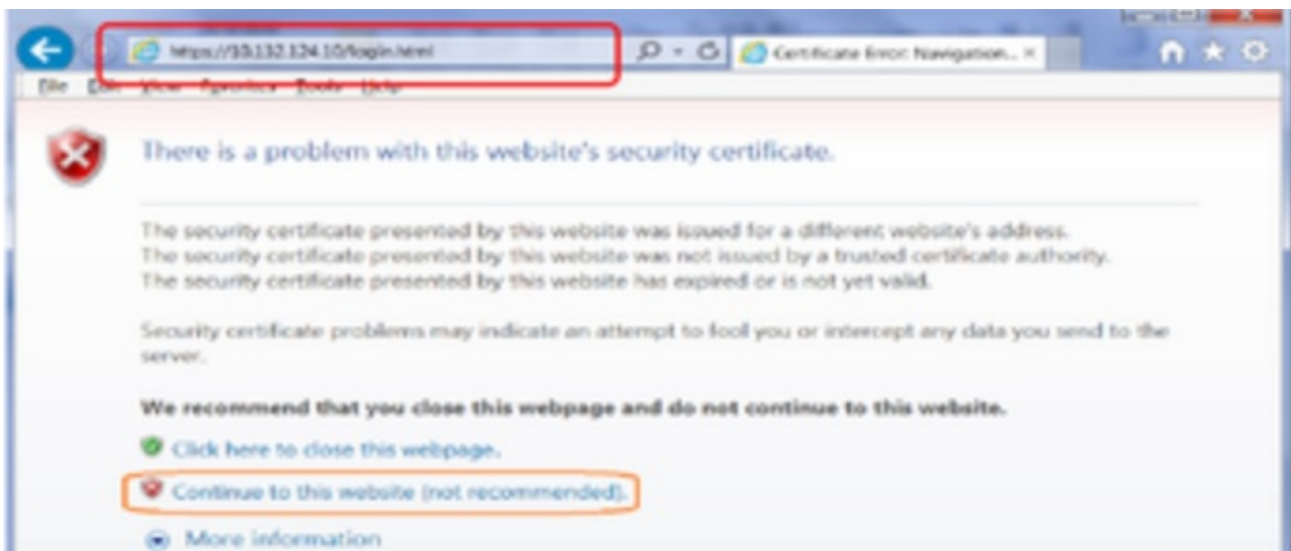 https://10.132.124.10/login.html
Certificate Error: Navigation...
File Edit View Favorites Tools Help
There is a problem with this website's security certificate.
The security certificate presented by this website was issued for a different website's address.
The security certificate presented by this website was not issued by a trusted certificate authority.
The security certificate presented by this website has expired or is not yet valid.
Security certificate problems may indicate an attempt to fool you or intercept any data you send to the
server.
We recommend that you close this webpage and do not continue to this website.
Click here to close this webpage.
Continue to this website (not recommended).
More information